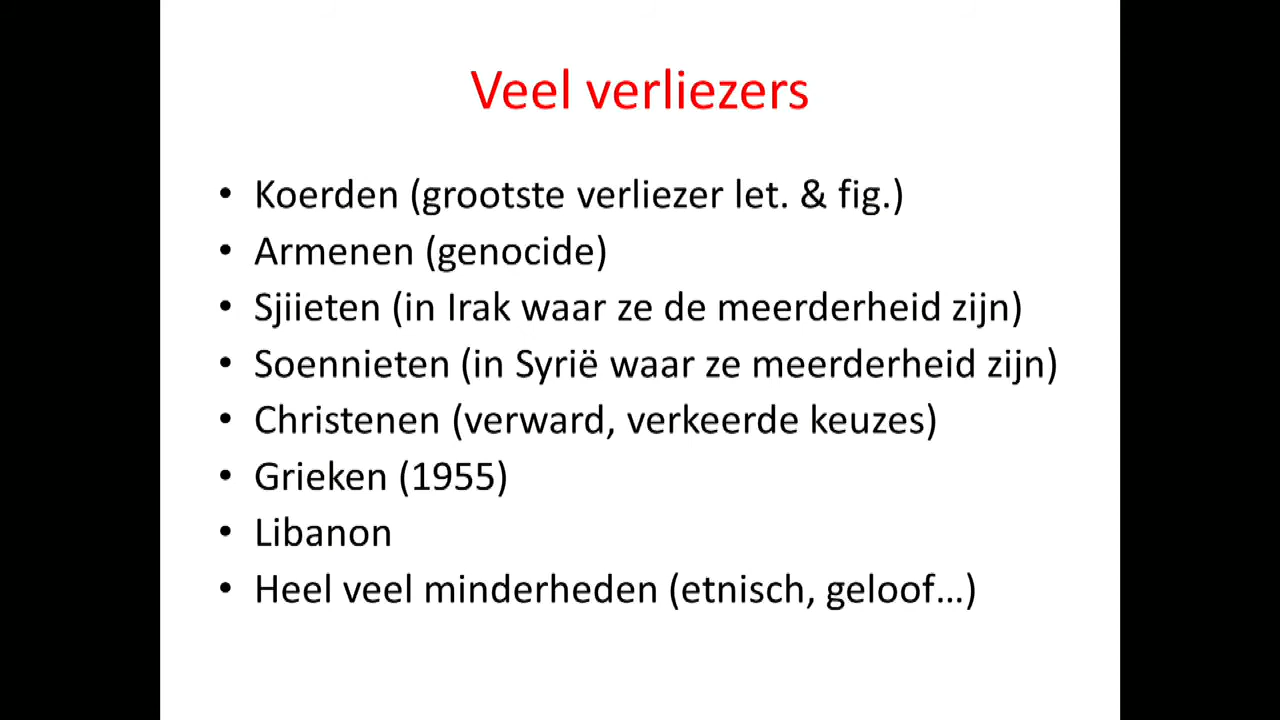 Veel verliezers
• Koerden (grootste verliezer let. & fig.)
• Armenen (genocide)
• Sjiieten (in Irak waar ze de meerderheid zijn)
• Soennieten (in Syrië waar ze meerderheid zijn)
• Christenen (verward, verkeerde keuzes)
• Grieken (1955)
• Libanon
• Heel veel minderheden (etnisch, geloof…)